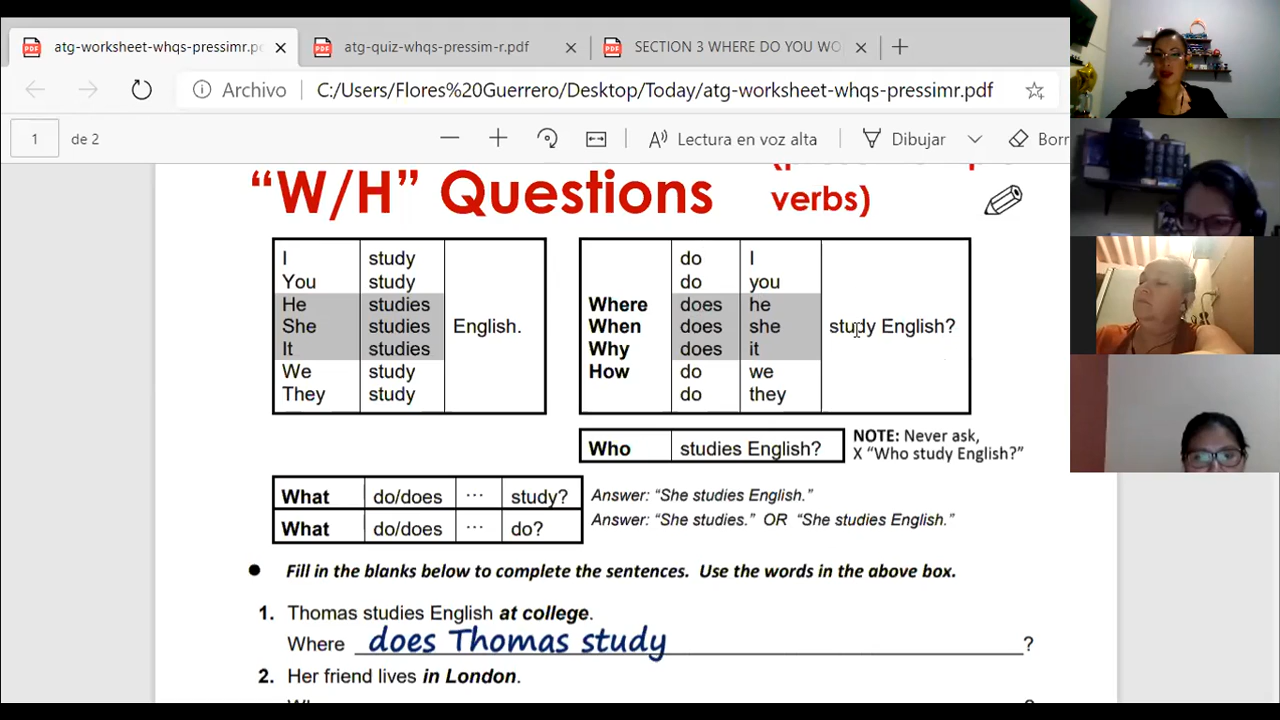 atg-worksheet-whqs-pressimr.p
atg-quiz-whqs-pressimr.pdf
SECTION 3 WHERE DO YOU WO
1 de 2
Archivo C:/Users/Flores%20Guerrero/Desktop/Today/atg-worksheet-whqs-pressimr.pdf
Lectura en voz alta
Dibujar
Borr
"W/H" Questions
verbs)
I study
You study
He studies
She studies English.
It studies
We study
They study
do I
do you
Where does he
When does she study English?
Why does it
How do we
do they
Who studies English?
NOTE: Never ask,
X "Who study English?"
What do/does ... study? Answer: "She studies English."
What do/does ... do? Answer: "She studies." OR "She studies English."
● Fill in the blanks below to complete the sentences. Use the words in the above box.
1. Thomas studies English at college.
Where does Thomas study ?
2. Her friend lives in London.